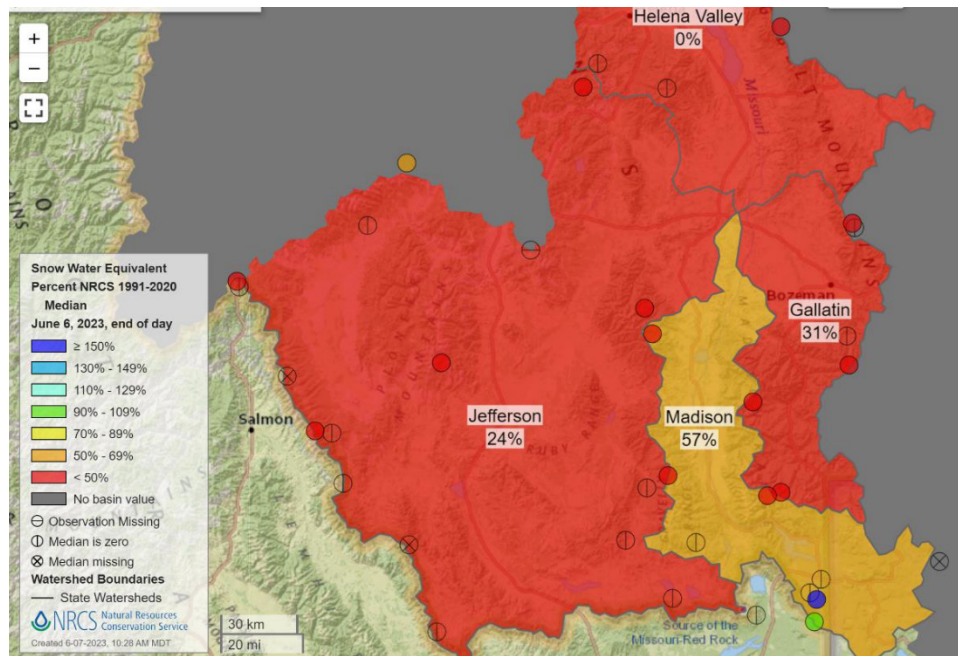 +
−
Helena Valley
0%
Missouri
Bozeman
Gallatin
31%
Jefferson
24%
Madison
57%
Salmon
RUBY RANGE
Source of the
Missouri-Red Rock
Snow Water Equivalent
Percent NRCS 1991-2020
Median
June 6, 2023, end of day
≥ 150%
130% - 149%
110% - 129%
90% - 109%
70% - 89%
50% - 69%
< 50%
No basin value
Observation Missing
Median is zero
Median missing
Watershed Boundaries
State Watersheds
NRCS Natural Resources
Conservation Service
Created 6-07-2023, 10:28 AM MDT
30 km
20 mi